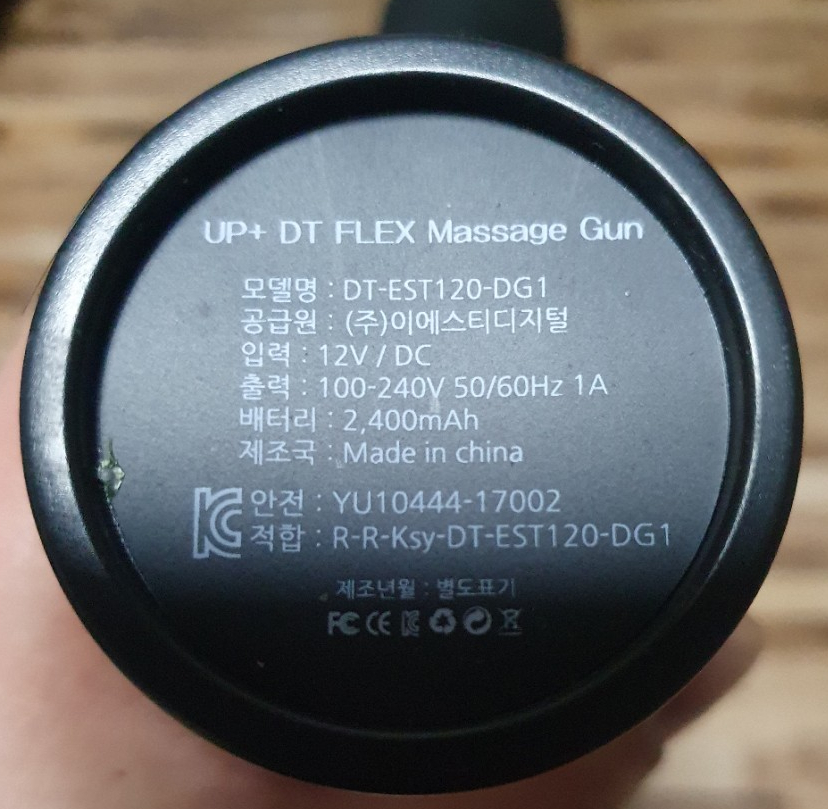 UP+ DT FLEX Massage Gun
모델명 : DT-EST120-DG1
공급원 : (주)이에스티디지털
입력 : 12V / DC
출력 : 100-240V 50/60Hz 1A
배터리 : 2,400mAh
제조국 : Made in china
안전 : YU10444-17002
적합 : R-R-Ksy-DT-EST120-DG1
제조년월 : 별도표기
FC CE